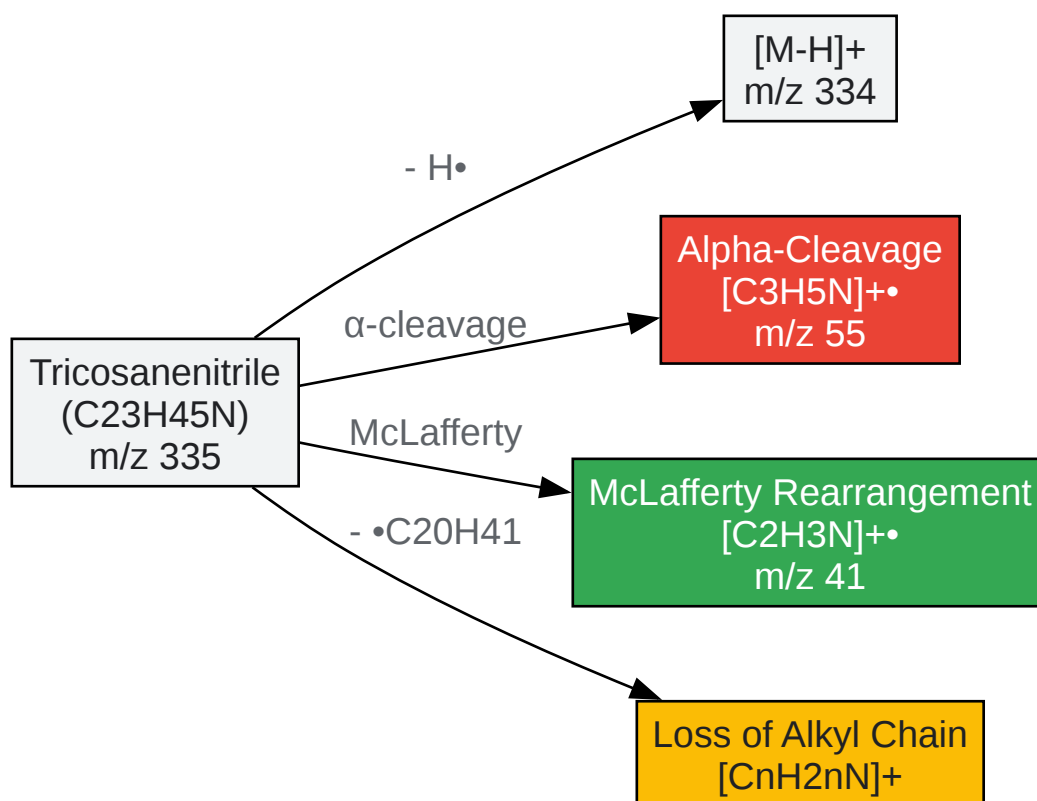 [M-H]+
m/z 334
- H•
Alpha-Cleavage
[C3H5N]+•
m/z 55
α-cleavage
Tricosanenitrile
(C23H45N)
m/z 335
McLafferty
McLafferty Rearrangement
[C2H3N]+•
m/z 41
- •C20H41
Loss of Alkyl Chain
[CnH2nN]+